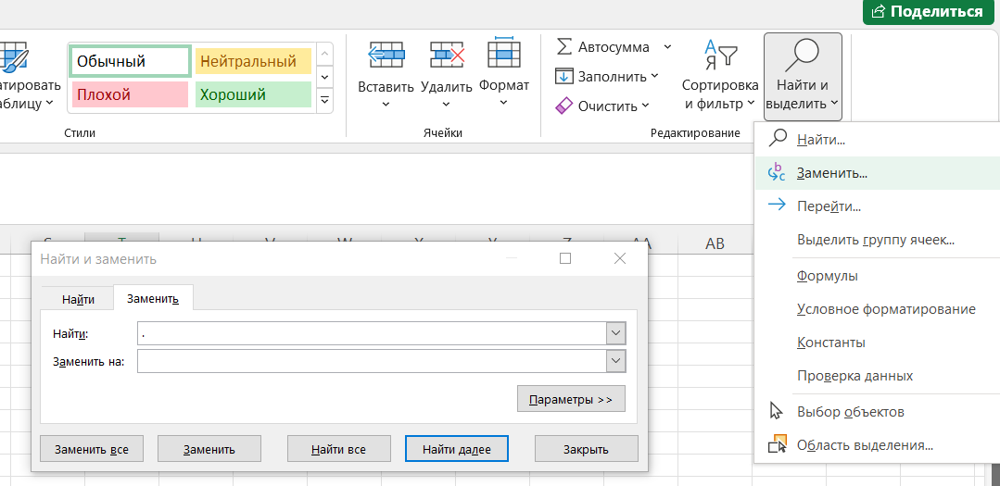 Поделиться
Обычный
Нейтральный
Плохой
Хороший
Стили
Вставить
Удалить
Формат
Ячейки
Автосумма
Заполнить
Очистить
Сортировка
и фильтр
Найти и
выделить
Редактирование
Найти...
Заменить...
Перейти...
Выделить группу ячеек...
Формулы
Условное форматирование
Константы
Проверка данных
Выбор объектов
Область выделения...
AA
AB
Найти и заменить
Найти
Заменить
Найти:
.
Заменить на:
Параметры >>
Заменить все
Заменить
Найти все
Найти далее
Закрыть